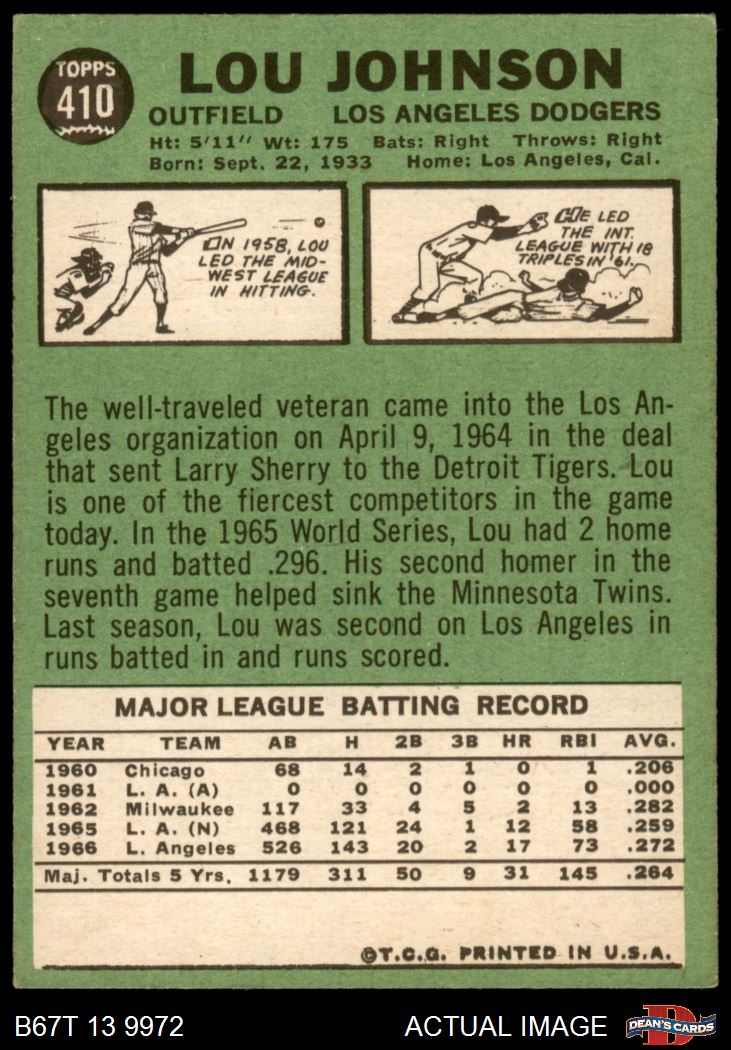 TOPPS
410
LOU JOHNSON
OUTFIELD LOS ANGELES DODGERS
Ht: 5'11" Wt: 175 Bats: Right Throws: Right
Born: Sept. 22, 1933 Home: Los Angeles, Cal.
IN 1958, LOU
LED THE MID-
WEST LEAGUE
IN HITTING.
HE LED
THE INT.
LEAGUE WITH 18
TRIPLES IN '61.
The well-traveled veteran came into the Los An-
geles organization on April 9, 1964 in the deal
that sent Larry Sherry to the Detroit Tigers. Lou
is one of the fiercest competitors in the game
today. In the 1965 World Series, Lou had 2 home
runs and batted .296. His second homer in the
seventh game helped sink the Minnesota Twins.
Last season, Lou was second on Los Angeles in
runs batted in and runs scored.
MAJOR LEAGUE BATTING RECORD
YEAR TEAM AB H 2B 3B HR RBI AVG.
1960 Chicago 68 14 2 1 0 1 .206
1961 L. A. (A) 0 0 0 0 0 0 .000
1962 Milwaukee 117 33 4 5 2 13 .282
1965 L. A. (N) 468 121 24 1 12 58 .259
1966 L. Angeles 526 143 20 2 17 73 .272
Maj. Totals 5 Yrs. 1179 311 50 9 31 145 .264
©T.C.G. PRINTED IN U.S.A.
B67T 13 9972 ACTUAL IMAGE
D
DEAN'S CARDS